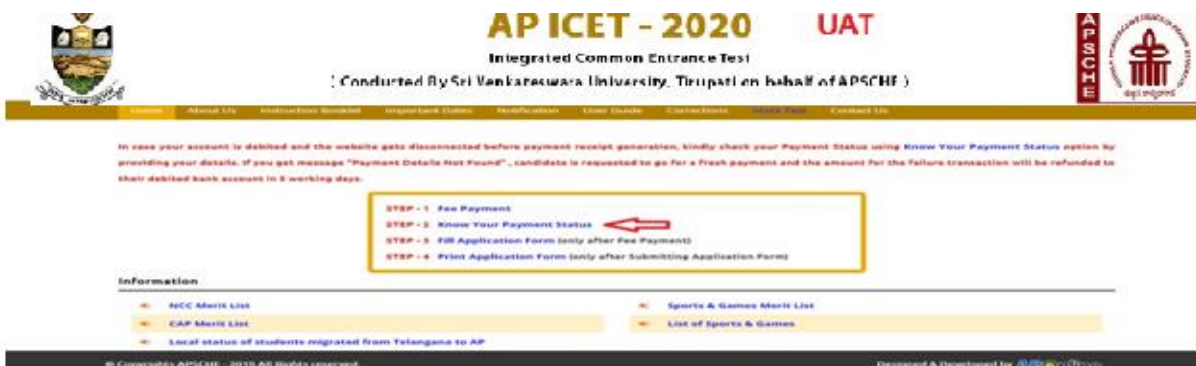 AP ICET - 2020 UAT
Integrated Common Entrance Test
( Conducted By Sri Venkateswara University, Tirupati on behalf of APSCHE )
APSCHE
Home About Us Instruction Booklet Important Dates Notification User Guide Corrections Mock Test Contact Us
In case your account is debited and the website gets disconnected before payment receipt generation, kindly check your Payment Status using Know Your Payment Status option by
providing your details. If you get message "Payment Details Not Found" , candidate is requested to go for a fresh payment and the amount for the failure transaction will be refunded to
their debited bank account in 5 working days.
STEP - 1 Fee Payment
STEP - 2 Know Your Payment Status
STEP - 3 Fill Application Form (only after Fee Payment)
STEP - 4 Print Application Form (only after Submitting Application Form)
Information
NCC Merit List
Sports & Games Merit List
CAP Merit List
List of Sports & Games
Local status of students migrated from Telangana to AP
© Copyrights APSCHE - 2019 All Rights reserved
Designed & Developed by